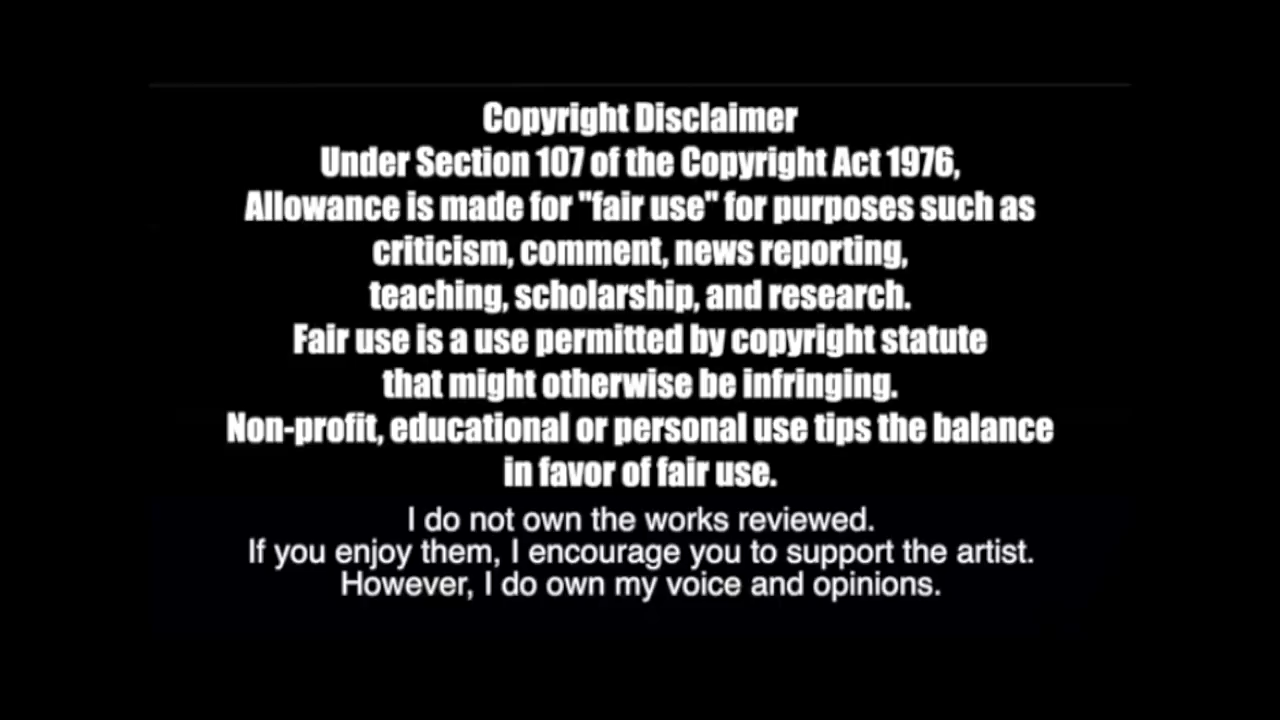 Copyright Disclaimer
Under Section 107 of the Copyright Act 1976,
Allowance is made for "fair use" for purposes such as
criticism, comment, news reporting,
teaching, scholarship, and research.
Fair use is a use permitted by copyright statute
that might otherwise be infringing.
Non-profit, educational or personal use tips the balance
in favor of fair use.
I do not own the works reviewed.
If you enjoy them, I encourage you to support the artist.
However, I do own my voice and opinions.